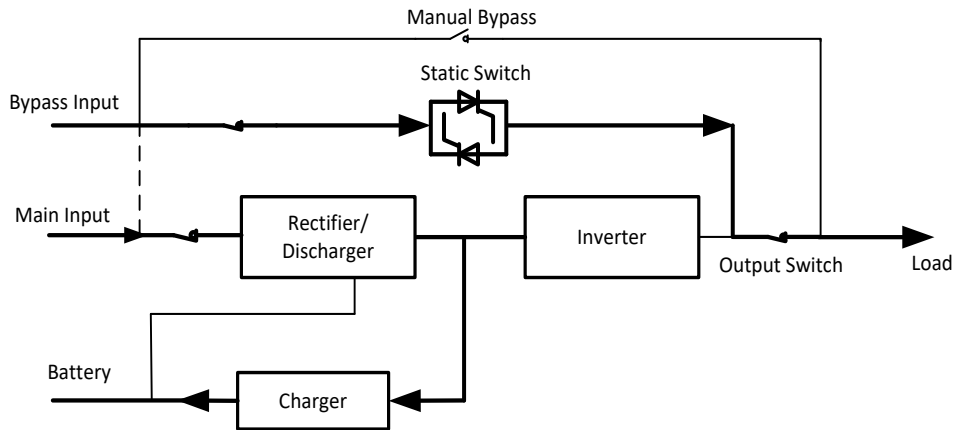 Manual Bypass
Static Switch
Bypass Input
Main Input
Rectifier/
Discharger
Inverter
Output Switch
Load
Battery
Charger